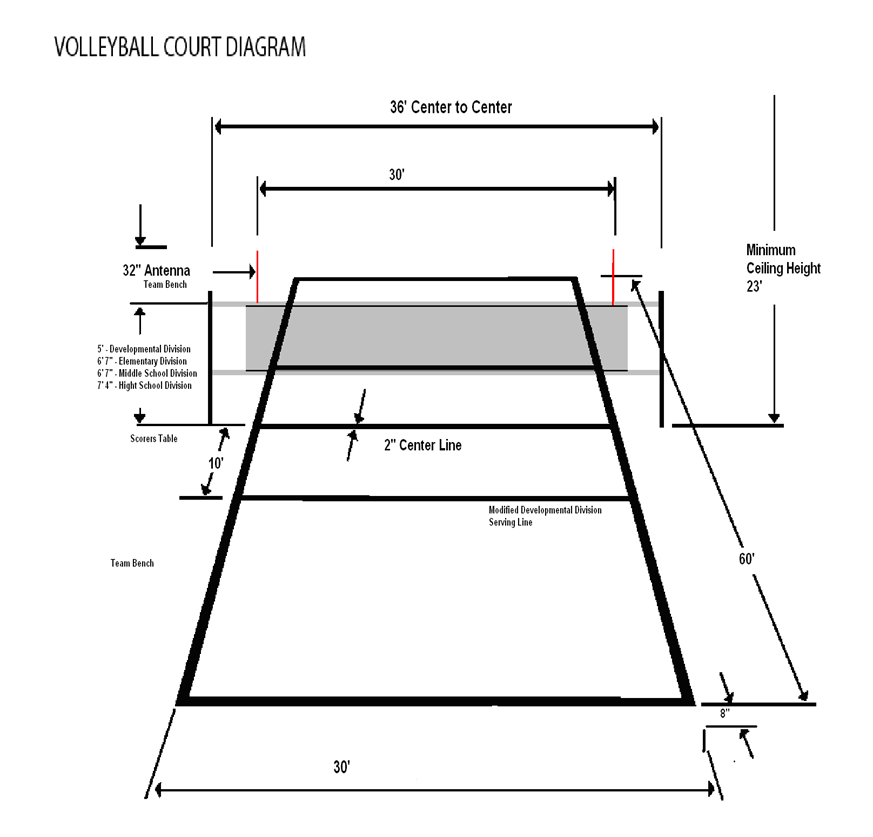 VOLLEYBALL COURT DIAGRAM
36' Center to Center
30'
Minimum
Ceiling Height
23'
32" Antenna
Team Bench
5' - Developmental Division
6' 7" - Elementary Division
6' 7" - Middle School Division
7' 4" - Hight School Division
Scorers Table
2" Center Line
10'
Modified Developmental Division
Serving Line
Team Bench
60'
8"
30'